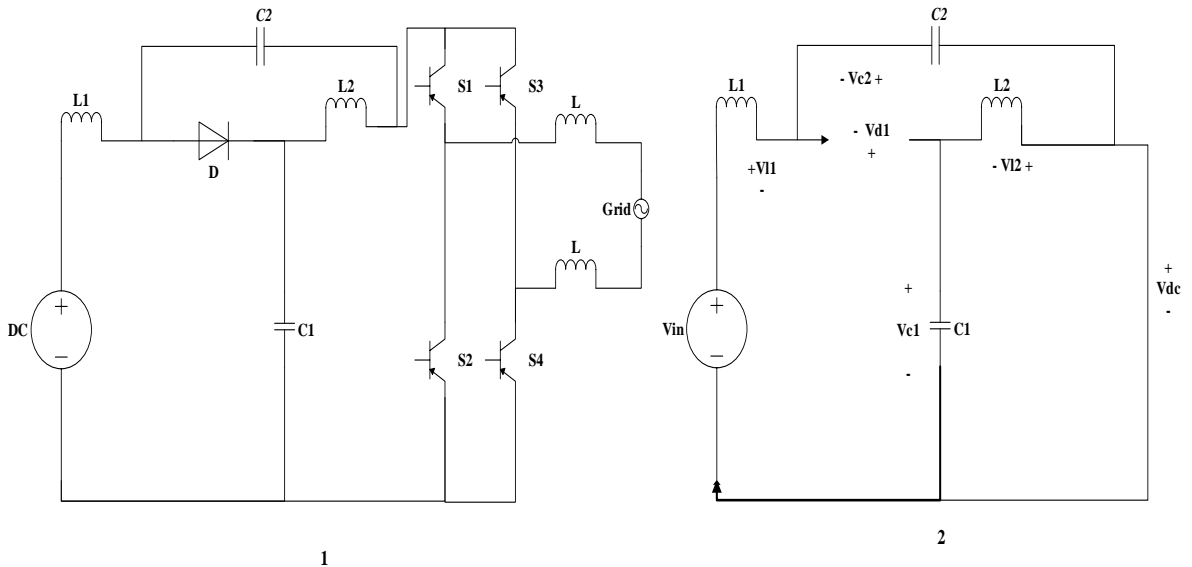 C2
L1
L2
D
S1
S3
L
Grid
L
DC
C1
S2
S4
1
C2
- Vc2 +
L1
L2
- Vd1
+
+Vl1
-
- Vl2 +
Vin
+
Vc1
-
C1
+
Vdc
-
2